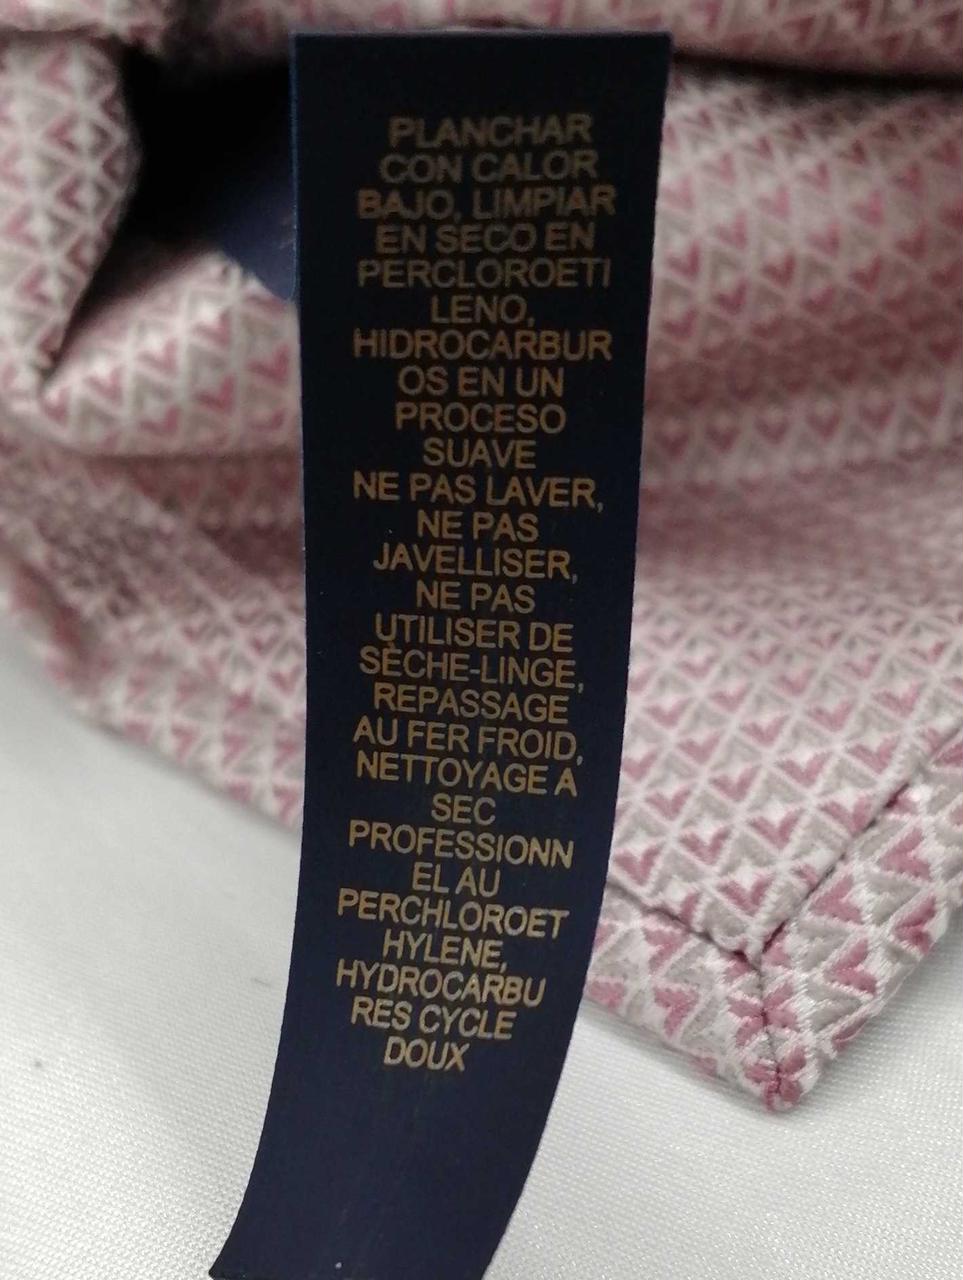 PLANCHAR
CON CALOR
BAJO, LIMPIAR
EN SECO EN
PERCLOROETI
LENO,
HIDROCARBUR
OS EN UN
PROCESO
SUAVE
NE PAS LAVER,
NE PAS
JAVELLISER,
NE PAS
UTILISER DE
SÈCHE-LINGE,
REPASSAGE
AU FER FROID,
NETTOYAGE A
SEC
PROFESSIONN
EL AU
PERCHLOROET
HYLENE,
HYDROCARBU
RES CYCLE
DOUX